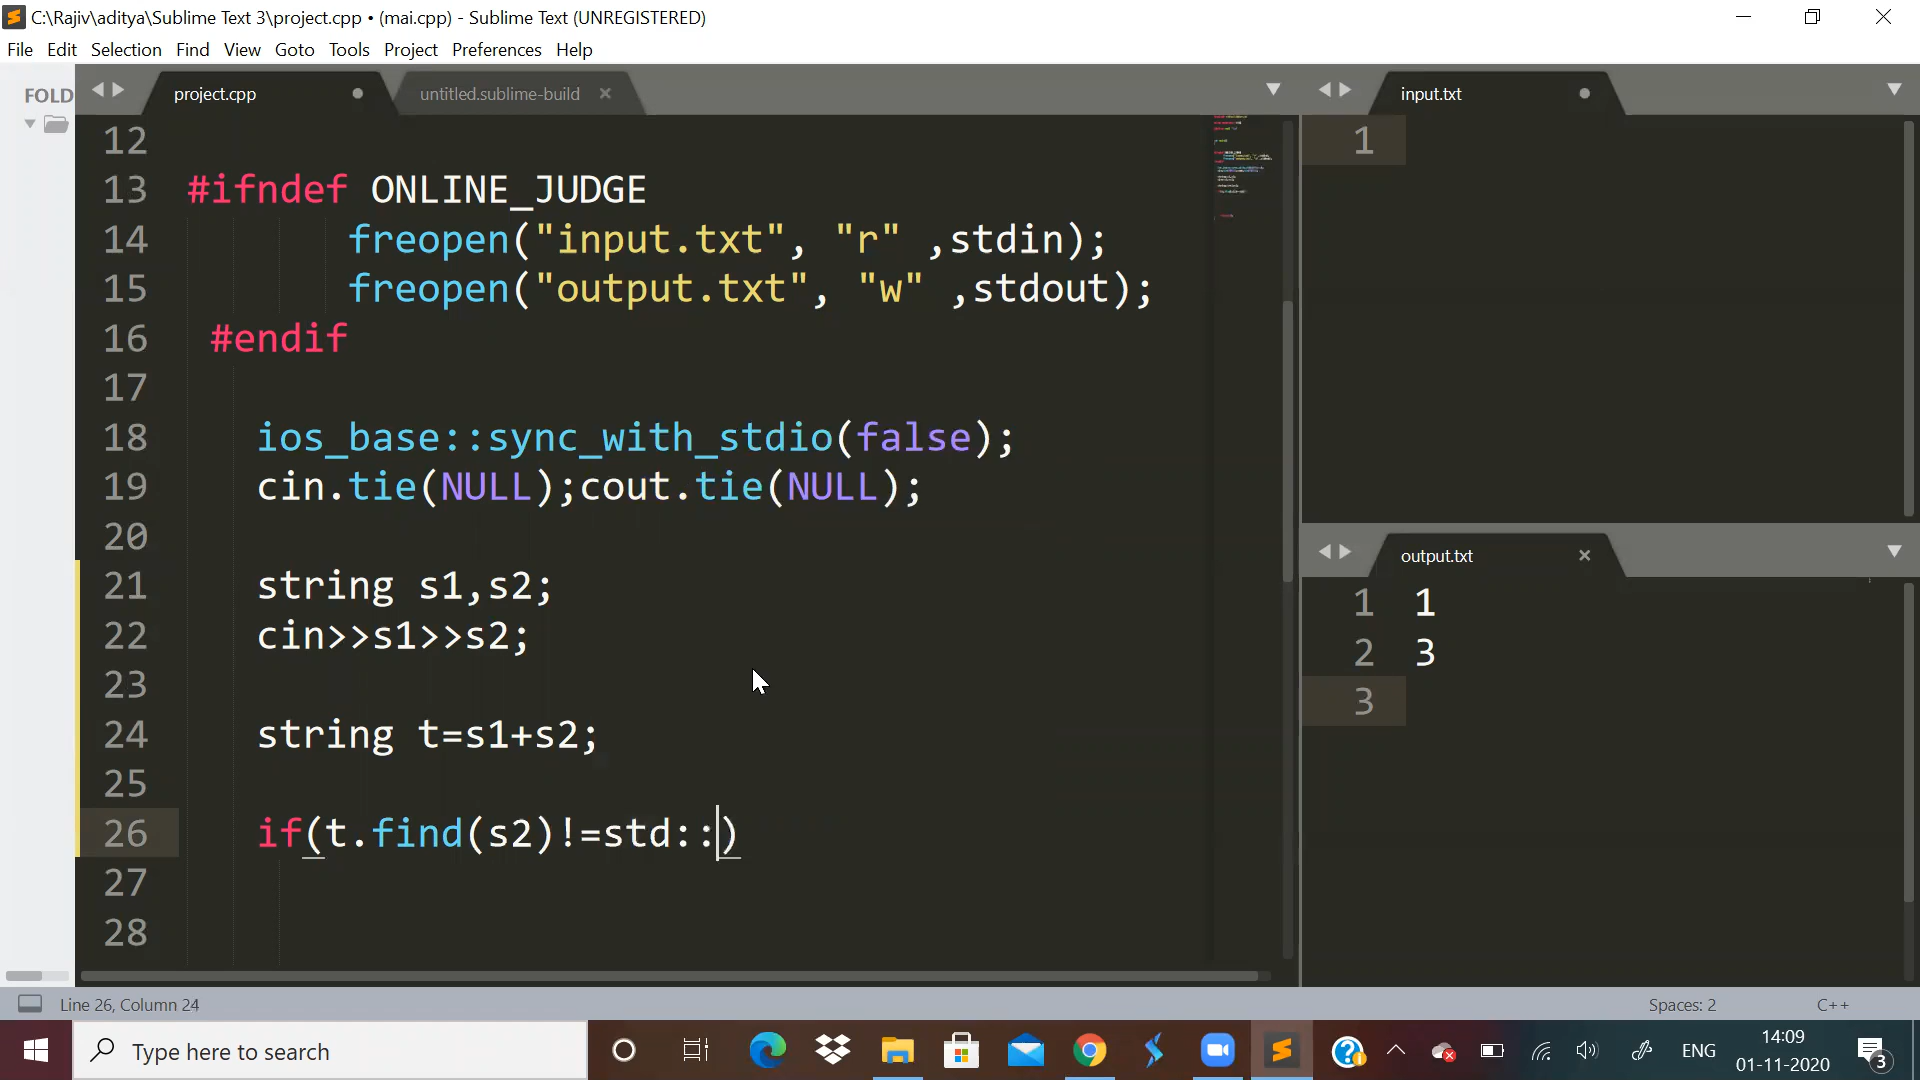 C:\Rajiv\aditya\Sublime Text 3\project.cpp • (mai.cpp) - Sublime Text (UNREGISTERED)
File Edit Selection Find View Goto Tools Project Preferences Help
FOLD
project.cpp
untitled.sublime-build
12
13 #ifndef ONLINE_JUDGE
14 freopen("input.txt", "r" ,stdin);
15 freopen("output.txt", "w" ,stdout);
16 #endif
17
18 ios_base::sync_with_stdio(false);
19 cin.tie(NULL);cout.tie(NULL);
20
21 string s1,s2;
22 cin>>s1>>s2;
23
24 string t=s1+s2;
25
26 if(t.find(s2)!=std::)
27
28
input.txt
1
output.txt
1 1
2 3
3
Line 26, Column 24
Spaces: 2
C++
Type here to search
ENG
14:09
01-11-2020
3